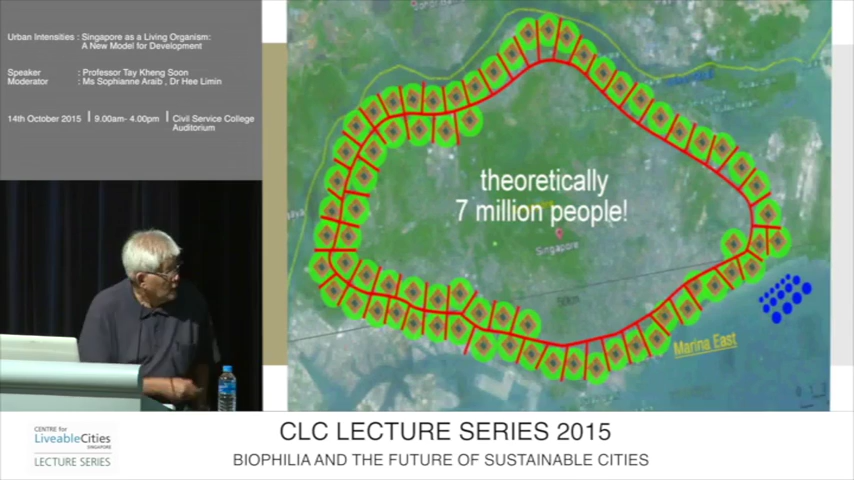 Urban Intensities : Singapore as a Living Organism:
A New Model for Development
Speaker : Professor Tay Kheng Soon
Moderator : Ms Sophianne Araib , Dr Hee Limin
14th October 2015 | 9.00am- 4.00pm | Civil Service College
Auditorium
theoretically
7 million people!
Singapore
50km
Marina East
CENTRE for
LiveableCities
SINGAPORE
LECTURE SERIES
CLC LECTURE SERIES 2015
BIOPHILIA AND THE FUTURE OF SUSTAINABLE CITIES